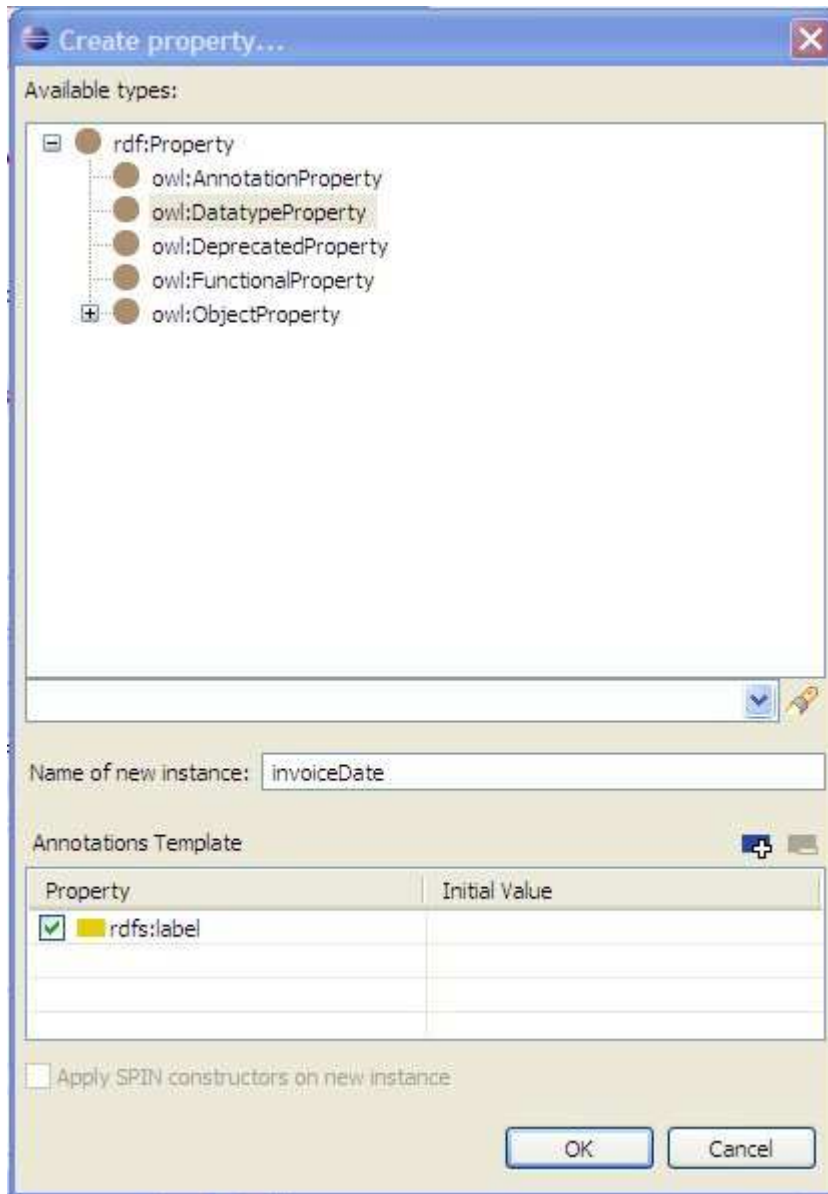 Create property...
Available types:
rdf:Property
owl:AnnotationProperty
owl:DatatypeProperty
owl:DeprecatedProperty
owl:FunctionalProperty
owl:ObjectProperty
Name of new instance: invoiceDate
Annotations Template
Property Initial Value
rdfs:label
Apply SPIN constructors on new instance
OK Cancel